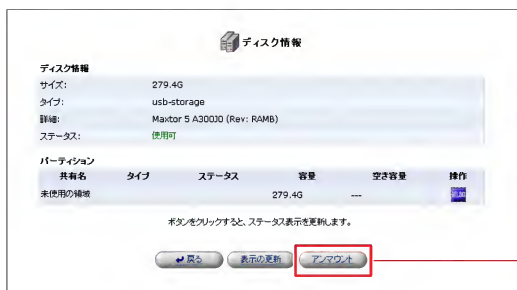 ディスク情報
ディスク情報
サイズ: 279.4G
タイプ: usb-storage
詳細: Maxtor 5 A300J0 (Rev: RAMB)
ステータス: 使用可
パーティション
共有名 タイプ ステータス 容量 空き容量 操作
未使用の領域 279.4G ---
ボタンをクリックすると、ステータス表示を更新します。
戻る 表示の更新 アンマウント